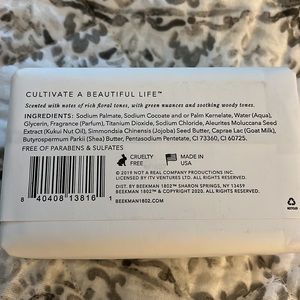 CULTIVATE A BEAUTIFUL LIFE™
Scented with notes of rich floral tones, with green nuances and soothing woody tones.
INGREDIENTS: Sodium Palmate, Sodium Cocoate and or Palm Kernelate, Water (Aqua),
Glycerin, Fragrance (Parfum), Titanium Dioxide, Sodium Chloride, Aleurites Moluccana Seed
Extract (Kukui Nut Oil), Simmondsia Chinensis (Jojoba) Seed Butter, Caprae Lac (Goat Milk),
Butyrospermum Parkii (Shea) Butter, Pentasodium Pentetate, CI 73360, CI 60725.
FREE OF PARABENS & SULFATES
CRUELTY
FREE
MADE IN
USA
© 2019 NOT A REAL COMPANY PRODUCTIONS INC.
LICENSED BY ITV VENTURES LTD. ALL RIGHTS RESERVED.
DIST. BY BEEKMAN 1802™ SHARON SPRINGS, NY 13459
BEEKMAN 1802™ & COPYRIGHT 2020. ALL RIGHTS RESERVED.
BEEKMAN1802.COM
8 40408 13816 1